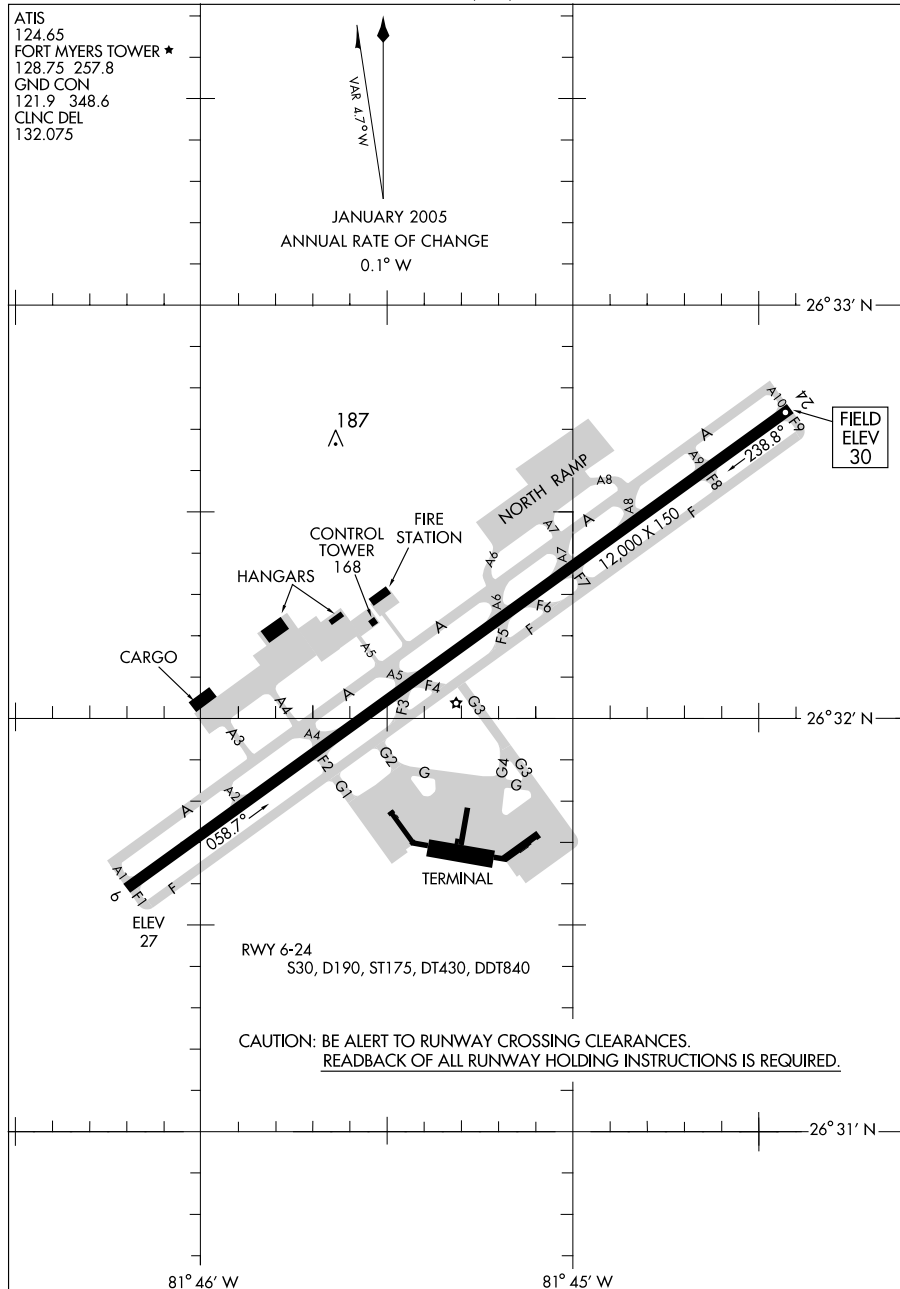 ATIS
124.65
FORT MYERS TOWER ★
128.75 257.8
GND CON
121.9 348.6
CLNC DEL
132.075
VAR 4.7° W
JANUARY 2005
ANNUAL RATE OF CHANGE
0.1° W
26° 33' N
187
A10
24
F9
FIELD
ELEV
30
A
238.8°
A9
F8
NORTH RAMP
A8
A8
F
12,000 X 150
A7
A
A7
F7
A6
A6
F6
F5
F
FIRE
STATION
CONTROL
TOWER
168
HANGARS
A
A5
A5
F4
F3
G3
CARGO
A4
A
26° 32' N
A3
A4
F2
G2
G1
G
G4
G3
G
A2
A
058.7°
TERMINAL
A1
F1
F
6
ELEV
27
RWY 6-24
S30, D190, ST175, DT430, DDT840
CAUTION: BE ALERT TO RUNWAY CROSSING CLEARANCES.
READBACK OF ALL RUNWAY HOLDING INSTRUCTIONS IS REQUIRED.
26° 31' N
81° 46' W
81° 45' W